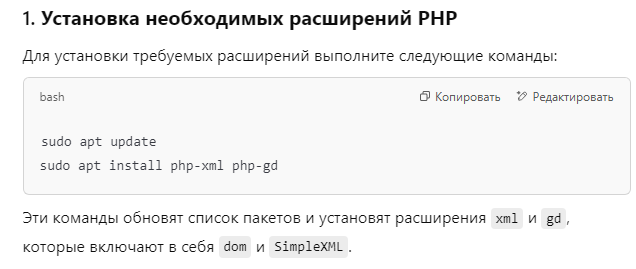 1. Установка необходимых расширений PHP
Для установки требуемых расширений выполните следующие команды:
bash
Копировать
Редактировать
sudo apt update
sudo apt install php-xml php-gd
Эти команды обновят список пакетов и установят расширения xml и gd,
которые включают в себя dom и SimpleXML.